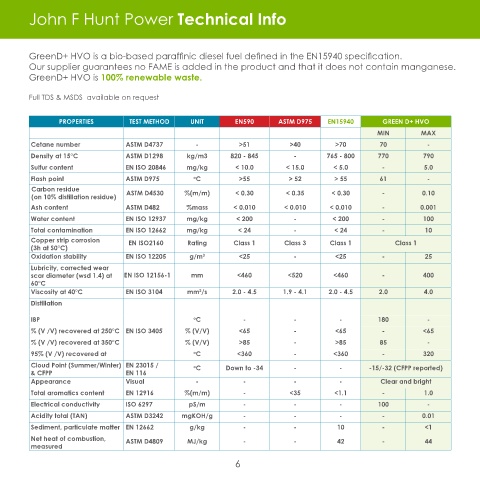 John F Hunt Power Technical Info
GreenD+ HVO is a bio-based paraffinic diesel fuel defined in the EN15940 specification.
Our supplier guarantees no FAME is added in the product and that it does not contain manganese.
GreenD+ HVO is 100% renewable waste.
Full TDS & MSDS available on request
PROPERTIES TEST METHOD UNIT EN590 ASTM D975 EN15940 GREEN D+ HVO
MIN MAX
Cetane number ASTM D4737 - >51 >40 >70 70 -
Density at 15°C ASTM D1298 kg/m3 820 - 845 - 765 - 800 770 790
Sulfur content EN ISO 20846 mg/kg < 10.0 < 15.0 < 5.0 - 5.0
Flash point ASTM D975 °C >55 > 52 > 55 61 -
Carbon residue
(on 10% distillation residue) ASTM D4530 %(m/m) < 0.30 < 0.35 < 0.30 - 0.10
Ash content ASTM D482 %mass < 0.010 < 0.010 < 0.010 - 0.001
Water content EN ISO 12937 mg/kg < 200 - < 200 - 100
Total contamination EN ISO 12662 mg/kg < 24 - < 24 - 10
Copper strip corrosion
(3h at 50°C) EN ISO2160 Rating Class 1 Class 3 Class 1 Class 1
Oxidation stability EN ISO 12205 g/m³ <25 - <25 - 25
Lubricity, corrected wear
scar diameter (wsd 1.4) at
60°C EN ISO 12156-1 mm <460 <520 <460 - 400
Viscosity at 40°C EN ISO 3104 mm²/s 2.0 - 4.5 1.9 - 4.1 2.0 - 4.5 2.0 4.0
Distillation
IBP °C - - - 180 -
% (V /V) recovered at 250°C EN ISO 3405 % (V/V) <65 - <65 - <65
% (V /V) recovered at 350°C % (V/V) >85 - >85 85 -
95% (V/V) recovered at °C <360 - <360 - 320
Cloud Point (Summer/Winter)
& CFPP EN 23015 /
EN 116 °C Down to -34 - - -15/-32 (CFPP reported)
Appearance Visual - - - - Clear and bright
Total aromatics content EN 12916 %(m/m) - <35 <1.1 - 1.0
Electrical conductivity ISO 6297 pS/m - - - 100 -
Acidity total (TAN) ASTM D3242 mgKOH/g - - - - 0.01
Sediment, particulate matter EN 12662 g/kg - - 10 - <1
Net heat of combustion,
measured ASTM D4809 MJ/kg - - 42 - 44
6